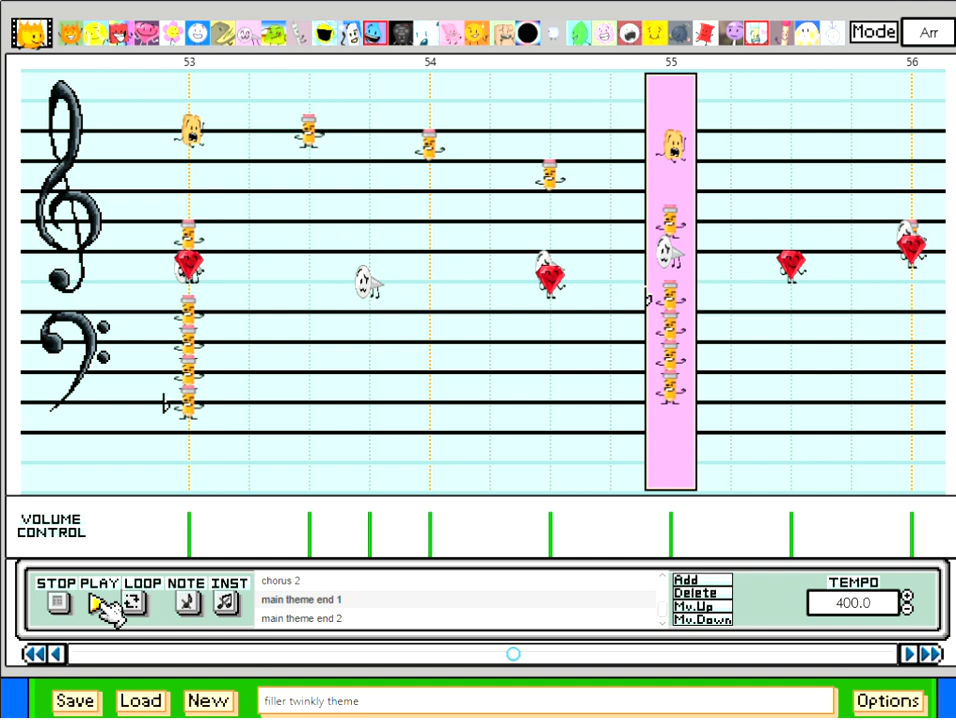 Mode
Arr
53
54
55
56
VOLUME
CONTROL
STOP PLAY LOOP NOTE INST
chorus 2
main theme end 1
main theme end 2
Add
Delete
Mv.Up
Mv.Down
TEMPO
400.0
Save
Load
New
filler twinkly theme
Options